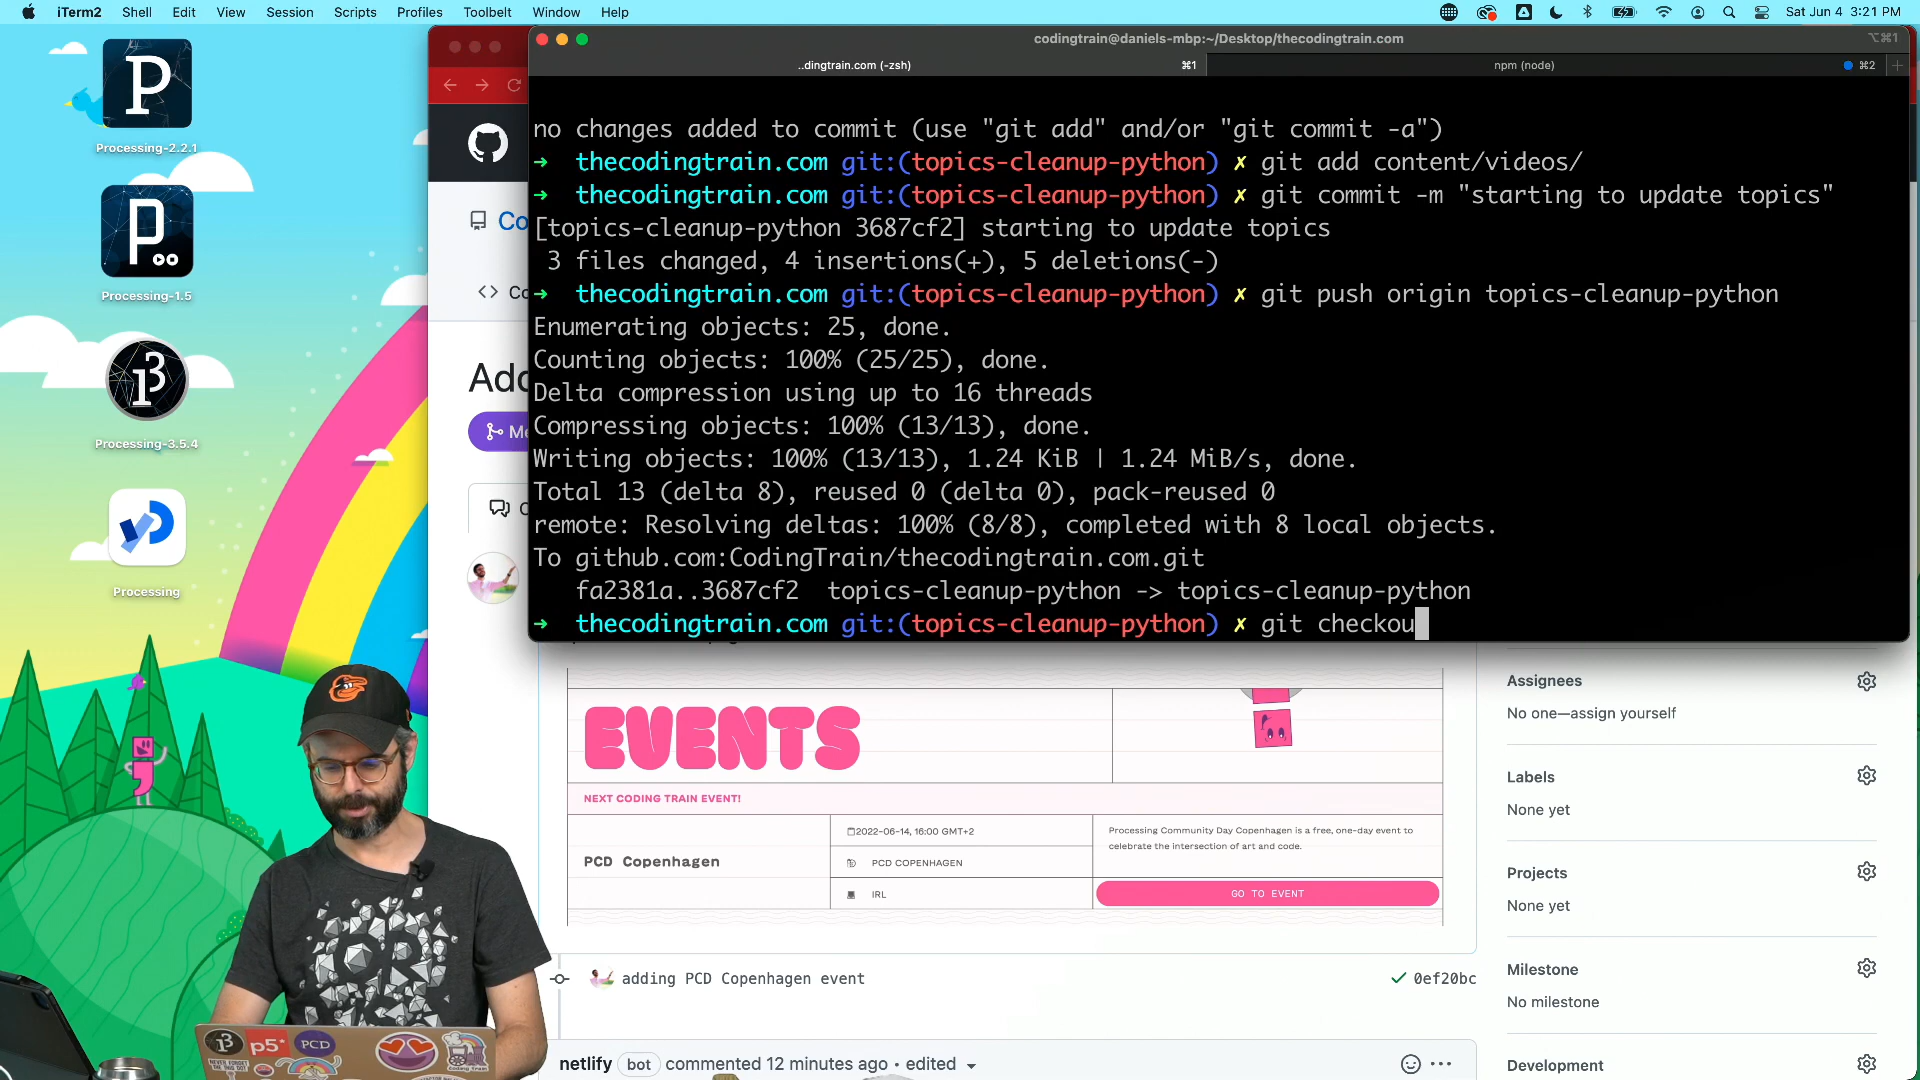 iTerm2 Shell Edit View Session Scripts Profiles Toolbelt Window Help
Sat Jun 4 3:21 PM
codingtrain@daniels-mbp:~/Desktop/thecodingtrain.com
⌥⌘1
..dingtrain.com (-zsh) ⌘1
npm (node) ⌘2
P
Processing-2.2.1
P
Processing-1.5
Processing-3.5.4
Processing
no changes added to commit (use "git add" and/or "git commit -a")
➜ thecodingtrain.com git:(topics-cleanup-python) ✗ git add content/videos/
➜ thecodingtrain.com git:(topics-cleanup-python) ✗ git commit -m "starting to update topics"
[topics-cleanup-python 3687cf2] starting to update topics
3 files changed, 4 insertions(+), 5 deletions(-)
➜ thecodingtrain.com git:(topics-cleanup-python) ✗ git push origin topics-cleanup-python
Enumerating objects: 25, done.
Counting objects: 100% (25/25), done.
Delta compression using up to 16 threads
Compressing objects: 100% (13/13), done.
Writing objects: 100% (13/13), 1.24 KiB | 1.24 MiB/s, done.
Total 13 (delta 8), reused 0 (delta 0), pack-reused 0
remote: Resolving deltas: 100% (8/8), completed with 8 local objects.
To github.com:CodingTrain/thecodingtrain.com.git
fa2381a..3687cf2 topics-cleanup-python -> topics-cleanup-python
➜ thecodingtrain.com git:(topics-cleanup-python) ✗ git checkou
Co
<> Co
Add
Me
EVENTS
NEXT CODING TRAIN EVENT!
PCD Copenhagen
2022-06-14, 16:00 GMT+2
PCD COPENHAGEN
IRL
Processing Community Day Copenhagen is a free, one-day event to
celebrate the intersection of art and code.
GO TO EVENT
adding PCD Copenhagen event
0ef20bc
netlify bot commented 12 minutes ago • edited
Assignees
No one—assign yourself
Labels
None yet
Projects
None yet
Milestone
No milestone
Development
p5*
PCD